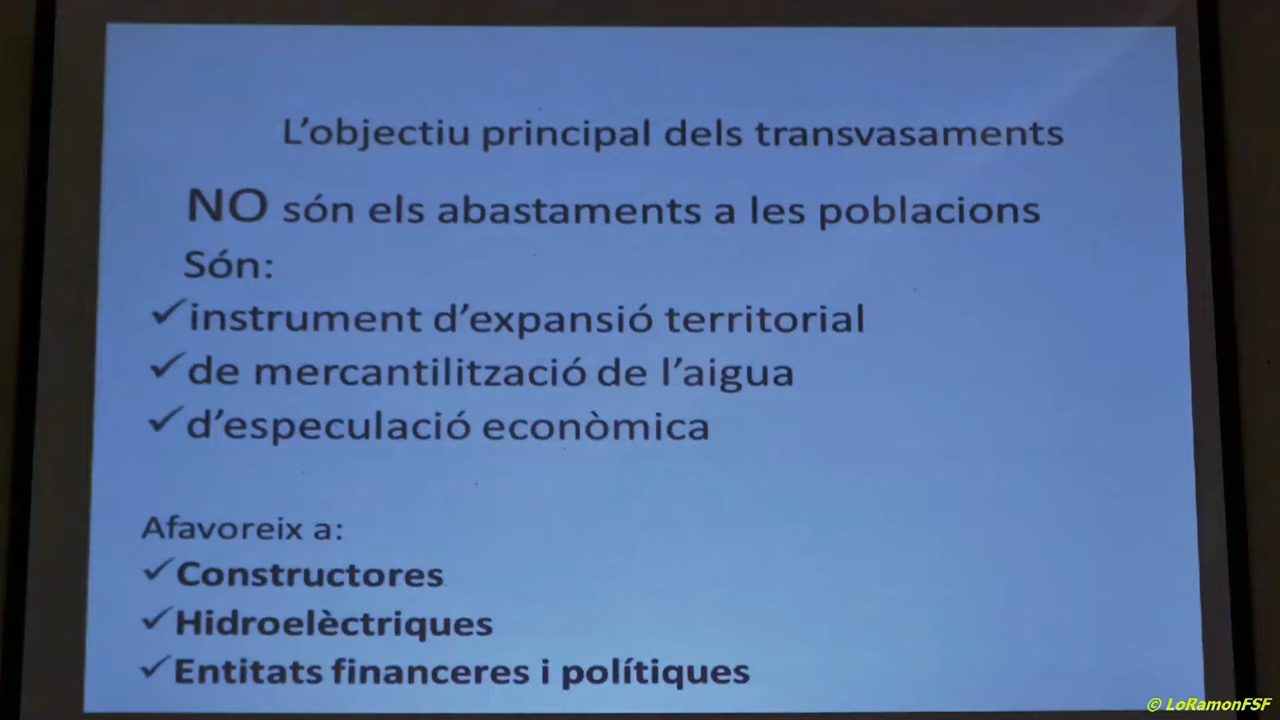 L’objectiu principal dels transvasaments
NO són els abastaments a les poblacions
Són:
✓instrument d’expansió territorial
✓de mercantilització de l’aigua
✓d’especulació econòmica
Afavoreix a:
✓Constructores
✓Hidroelèctriques
✓Entitats financeres i polítiques
© LoRamonFSF